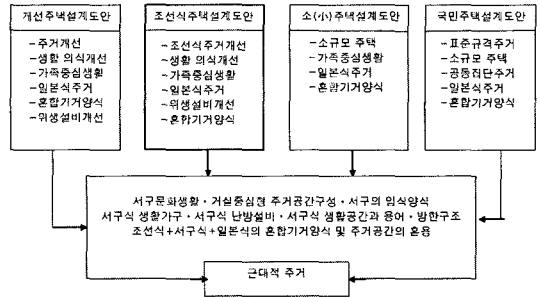 개선주택설계도안
~주거개선
~생활 의식개선
~가족중심생활
~일본식주거
~혼합기거양식
~위생설비개선
조선식주택설계도안
~조선식주거개선
~생활 의식개선
~가족중심생활
~일본식주거
~위생설비개선
~혼합기거양식
소(小)주택설계도안
~소규모 주택
~가족중심생활
~일본식주거
~혼합기거양식
국민주택설계도안
~표준규격주거
~소규모 주택
~공동집단주거
~일본식주거
~혼합기거양식
서구문화생활·거실중심형 주거공간구성·서구의 입식양식
서구식 생활가구·서구식 난방설비·서구식 생활공간과 용어·방한구조
조선식+서구식+일본식의 혼합기거양식 및 주거공간의 혼용
근대적 주거